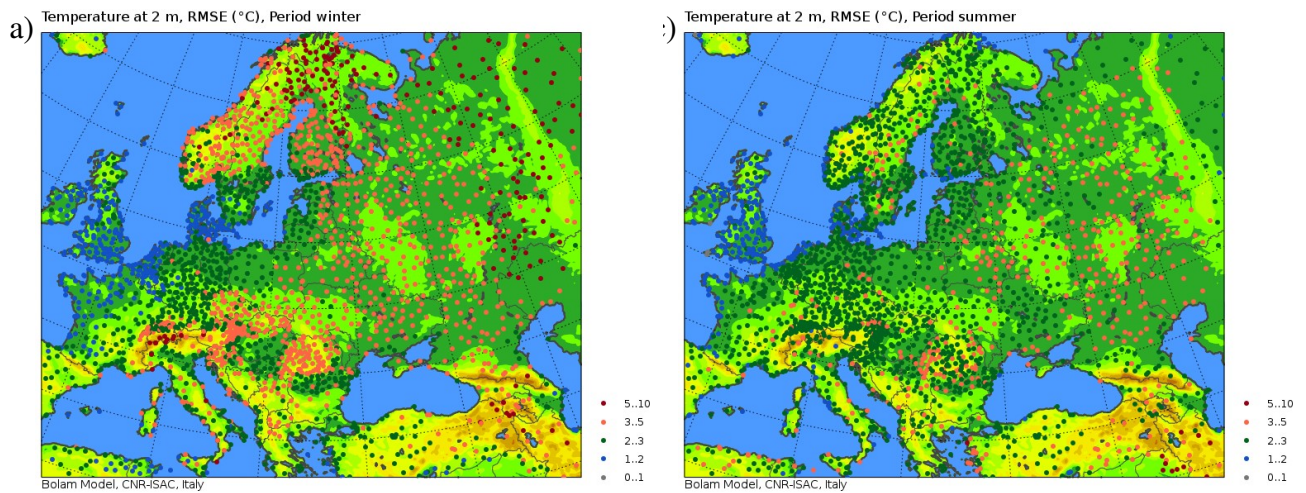 a)
Temperature at 2 m, RMSE (°C), Period winter
5..10
3..5
2..3
1..2
0..1
Bolam Model, CNR-ISAC, Italy
c)
Temperature at 2 m, RMSE (°C), Period summer
5..10
3..5
2..3
1..2
0..1
Bolam Model, CNR-ISAC, Italy